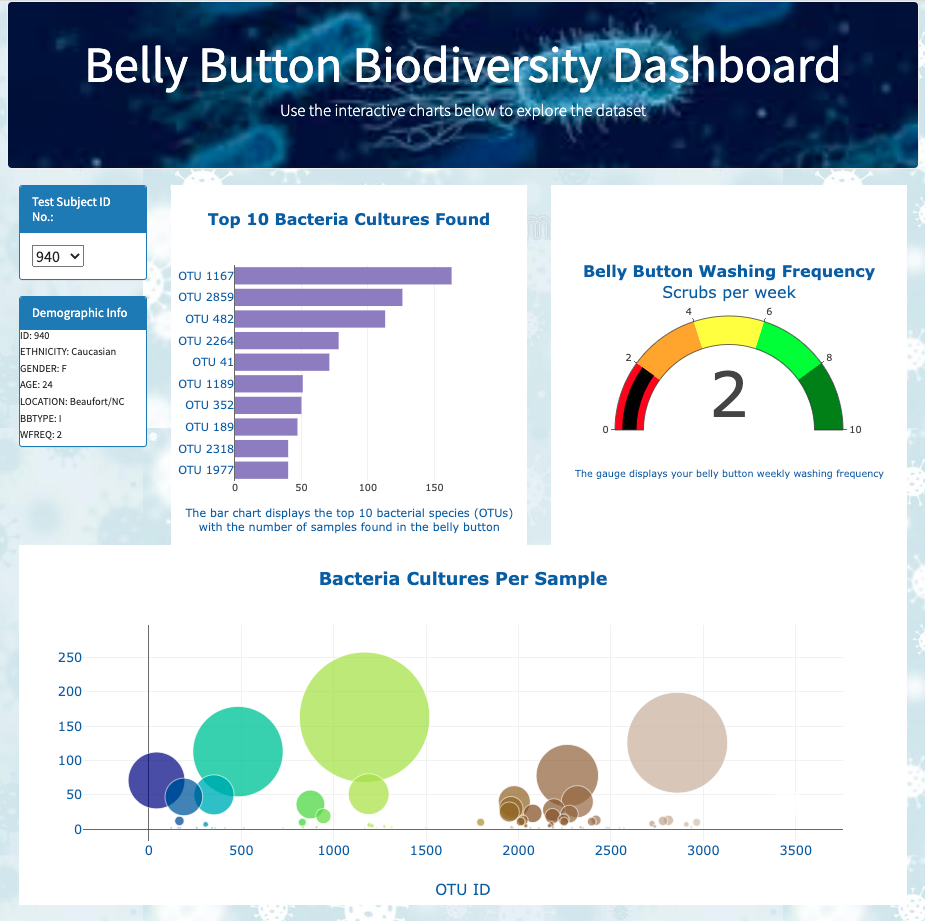 Belly Button Biodiversity Dashboard
Use the interactive charts below to explore the dataset
Test Subject ID
No.:
940
Demographic Info
ID: 940
ETHNICITY: Caucasian
GENDER: F
AGE: 24
LOCATION: Beaufort/NC
BBTYPE: I
WFREQ: 2
Top 10 Bacteria Cultures Found
OTU 1167
OTU 2859
OTU 482
OTU 2264
OTU 41
OTU 1189
OTU 352
OTU 189
OTU 2318
OTU 1977
0 50 100 150
The bar chart displays the top 10 bacterial species (OTUs)
with the number of samples found in the belly button
Belly Button Washing Frequency
Scrubs per week
0 2 4 6 8 10
2
The gauge displays your belly button weekly washing frequency
Bacteria Cultures Per Sample
250
200
150
100
50
0
0 500 1000 1500 2000 2500 3000 3500
OTU ID